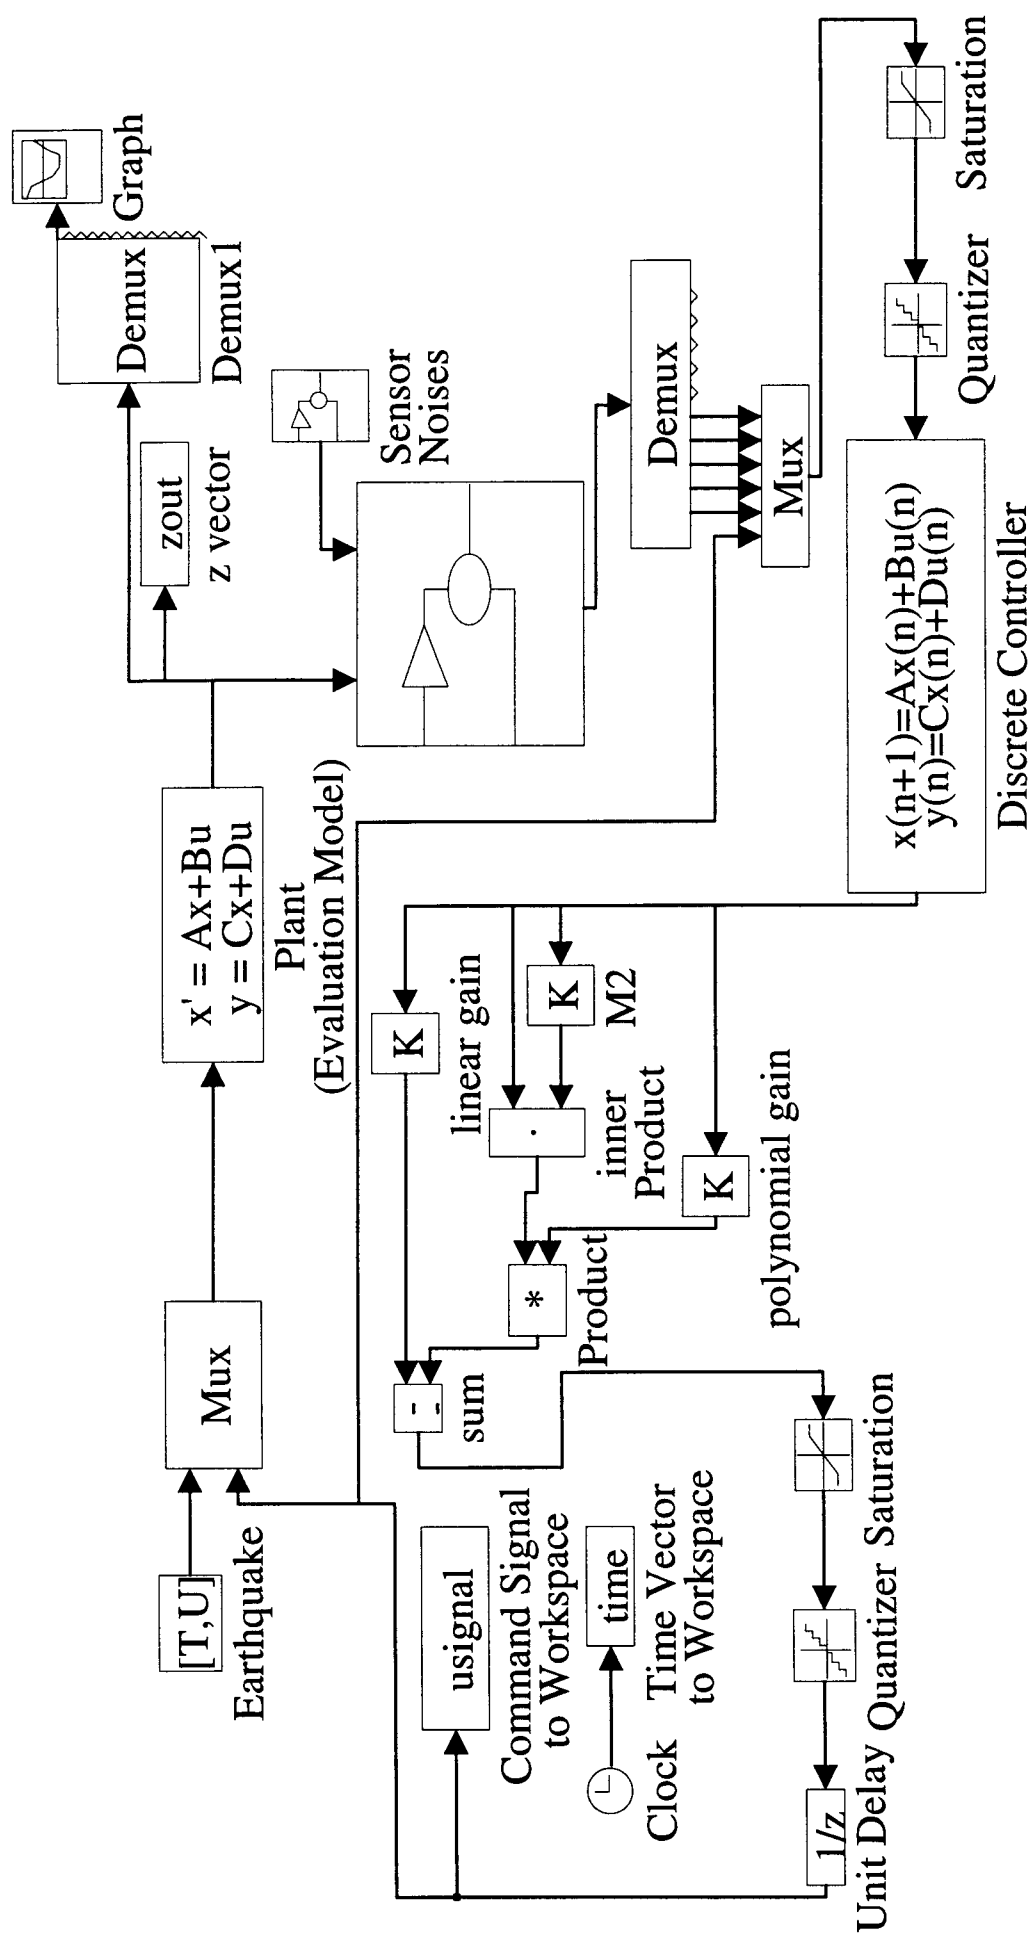 [T,U]
Earthquake
Mux
x' = Ax+Bu
y = Cx+Du
Plant
(Evaluation Model)
zout
z vector
Demux
Demux1
Graph
Sensor
Noises
usignal
Command Signal
to Workspace
Clock
time
Time Vector
to Workspace
-
-
sum
K
linear gain
*
Product
.
inner
Product
K
M2
K
polynomial gain
Demux
Mux
1/z
Unit Delay
Quantizer
Saturation
x(n+1)=Ax(n)+Bu(n)
y(n)=Cx(n)+Du(n)
Discrete Controller
Quantizer
Saturation